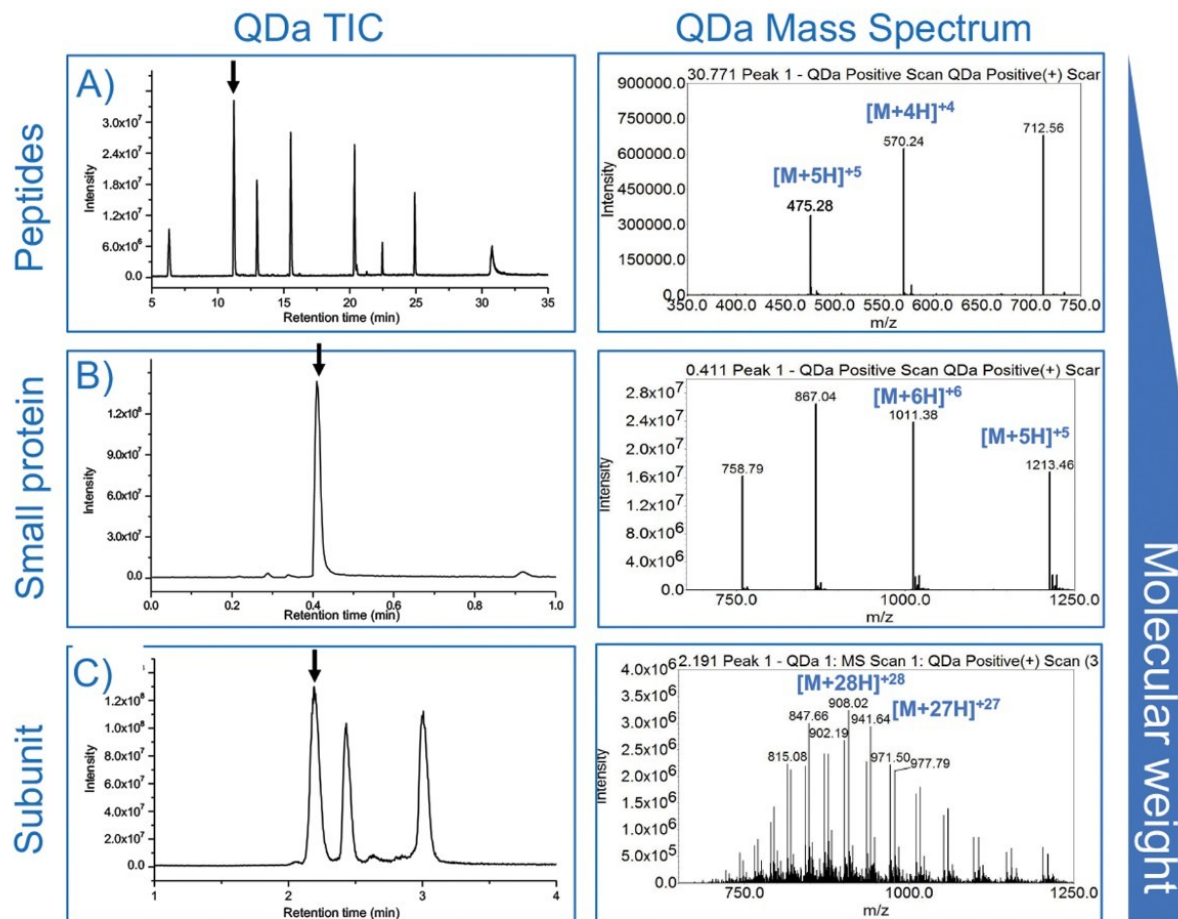 QDa TIC
QDa Mass Spectrum
Peptides
A)
3.0x10⁷
2.4x10⁷
1.8x10⁷
1.2x10⁷
6.0x10⁶
0.0
Intensity
5 10 15 20 25 30 35
Retention time (min)
30.771 Peak 1 - QDa Positive Scan QDa Positive(+) Scar
900000.0
750000.0
600000.0
450000.0
300000.0
150000.0
0.0
Intensity
[M+4H]⁺⁴
570.24
712.56
[M+5H]⁺⁵
475.28
350.0 400.0 450.0 500.0 550.0 600.0 650.0 700.0 750.0
m/z
Small protein
B)
1.2x10⁸
9.0x10⁷
6.0x10⁷
3.0x10⁷
0.0
Intensity
0.0 0.2 0.4 0.6 0.8 1.0
Retention time (min)
0.411 Peak 1 - QDa Positive Scan QDa Positive(+) Scar
2.8x10⁷
2.4x10⁷
2.0x10⁷
1.6x10⁷
1.2x10⁷
8.0x10⁶
4.0x10⁶
0.0
Intensity
867.04
[M+6H]⁺⁶
1011.38
[M+5H]⁺⁵
1213.46
758.79
750.0 1000.0 1250.0
m/z
Subunit
C)
1.2x10⁸
1.0x10⁸
8.0x10⁷
6.0x10⁷
4.0x10⁷
2.0x10⁷
0.0
Intensity
1 2 3 4
Retention time (min)
2.191 Peak 1 - QDa 1: MS Scan 1: QDa Positive(+) Scan (3
4.0x10⁶
3.5x10⁶
3.0x10⁶
2.5x10⁶
2.0x10⁶
1.5x10⁶
1.0x10⁶
5.0x10⁵
0.0
Intensity
[M+28H]⁺²⁸
908.02
[M+27H]⁺²⁷
847.66
941.64
902.19
815.08
971.50
977.79
750.0 1000.0 1250.0
m/z
Molecular weight